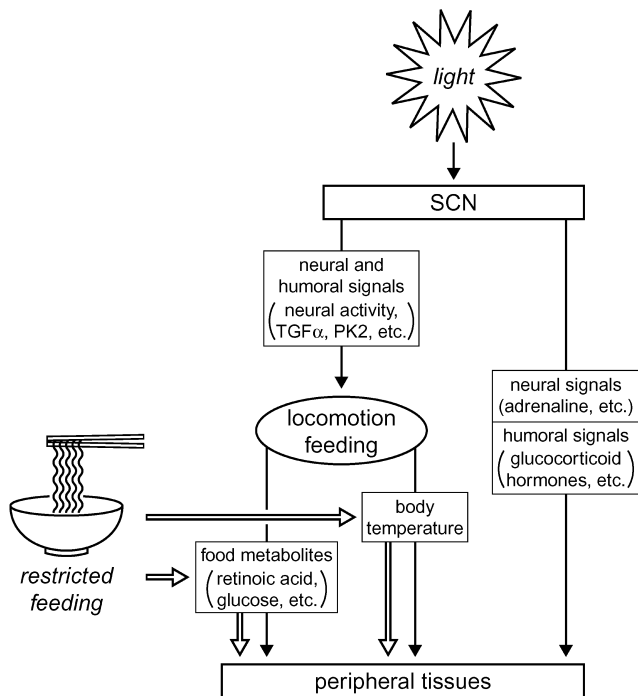 light
SCN
neural and
humoral signals
(neural activity,
TGFα, PK2, etc.)
neural signals
(adrenaline, etc.)
humoral signals
(glucocorticoid
hormones, etc.)
locomotion
feeding
body
temperature
food metabolites
(retinoic acid,
glucose, etc.)
restricted
feeding
peripheral tissues